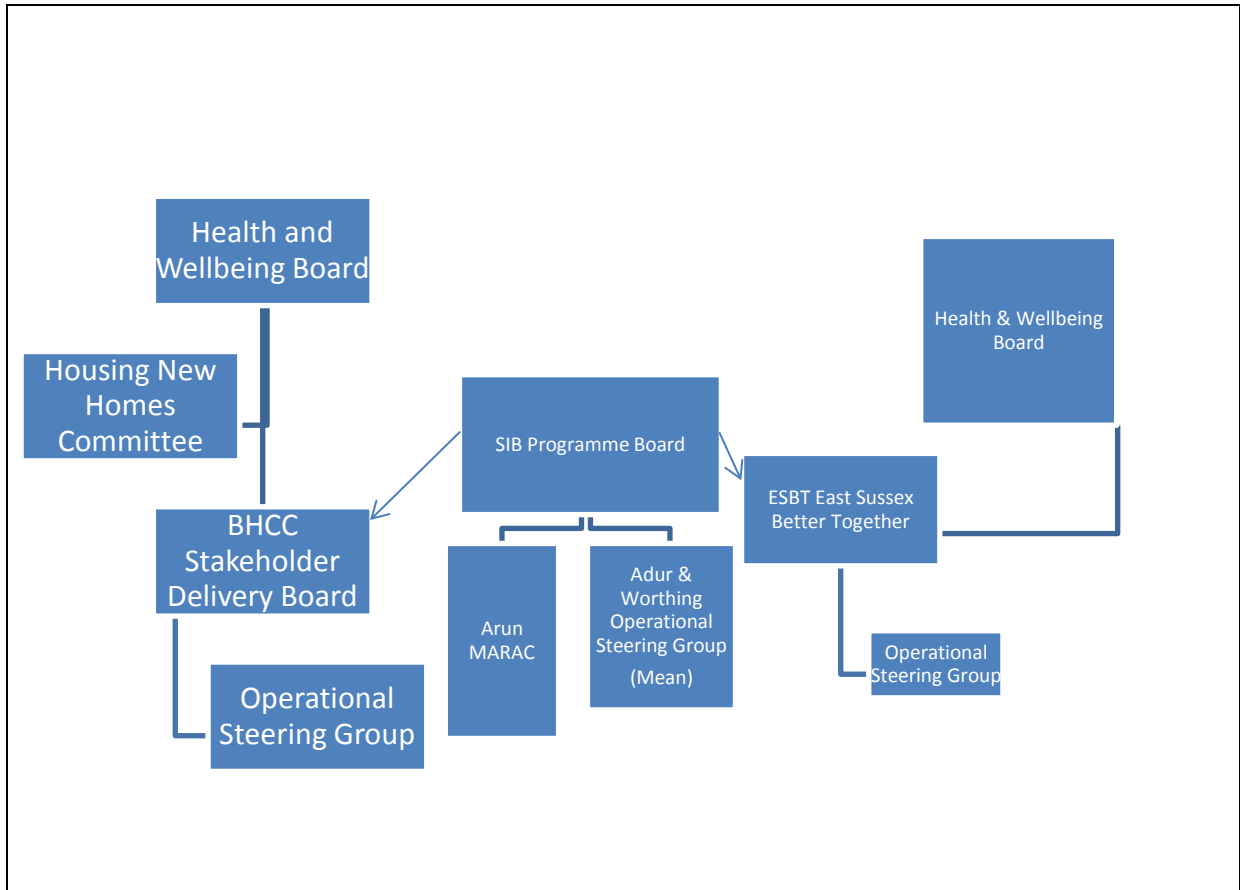 Health and
Wellbeing Board
Housing New
Homes
Committee
BHCC
Stakeholder
Delivery Board
Operational
Steering Group
SIB Programme Board
Arun
MARAC
Adur &
Worthing
Operational
Steering Group
(Mean)
Health & Wellbeing
Board
ESBT East Sussex
Better Together
Operational
Steering Group